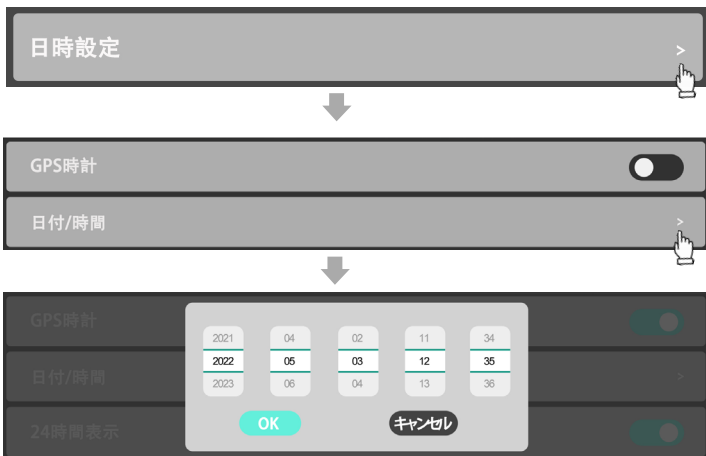 日時設定 >
GPS時計
日付/時間 >
GPS時計
日付/時間 >
24時間表示
2021 04 02 11 34
2022 05 03 12 35
2023 06 04 13 36
OK キャンセル